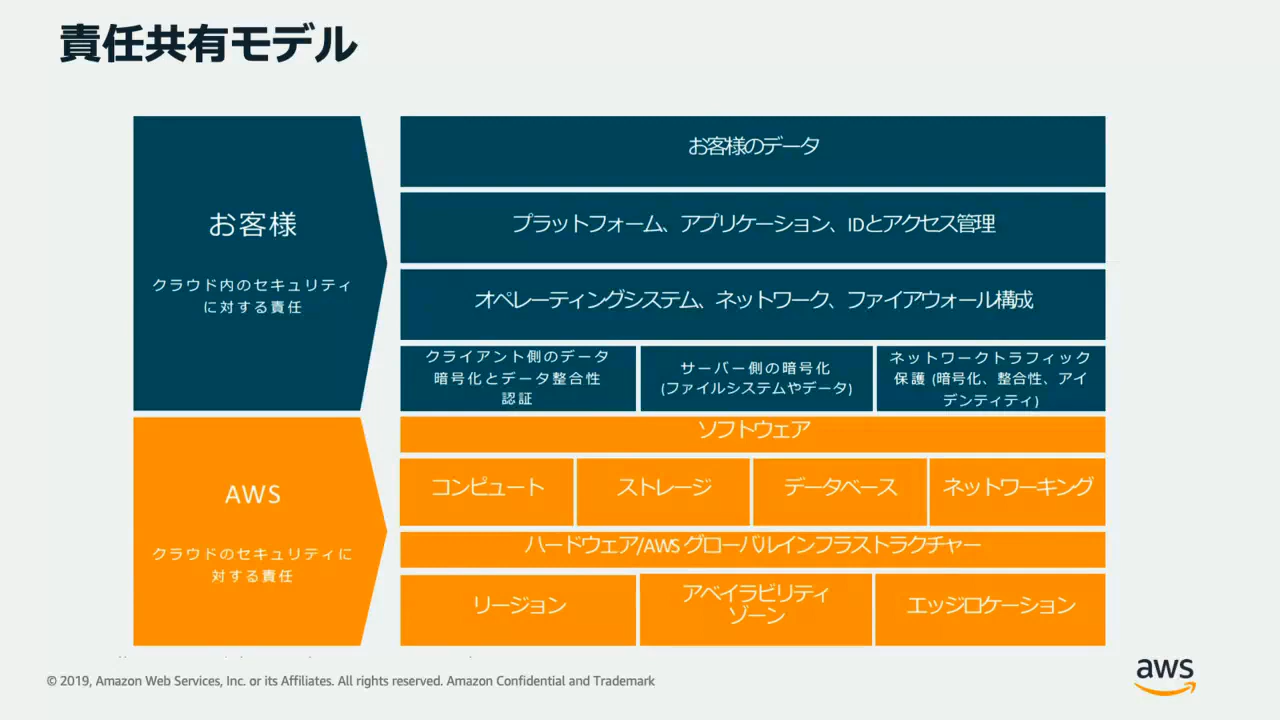 責任共有モデル
お客様
クラウド内のセキュリティ
に対する責任
お客様のデータ
プラットフォーム、アプリケーション、IDとアクセス管理
オペレーティングシステム、ネットワーク、ファイアウォール構成
クライアント側のデータ
暗号化とデータ整合性
認証
サーバー側の暗号化
(ファイルシステムやデータ)
ネットワークトラフィック
保護 (暗号化、整合性、アイ
デンティティ)
AWS
クラウドのセキュリティに
対する責任
ソフトウェア
コンピュート
ストレージ
データベース
ネットワーキング
ハードウェア/AWS グローバルインフラストラクチャー
リージョン
アベイラビリティ
ゾーン
エッジロケーション
© 2019, Amazon Web Services, Inc. or its Affiliates. All rights reserved. Amazon Confidential and Trademark
aws